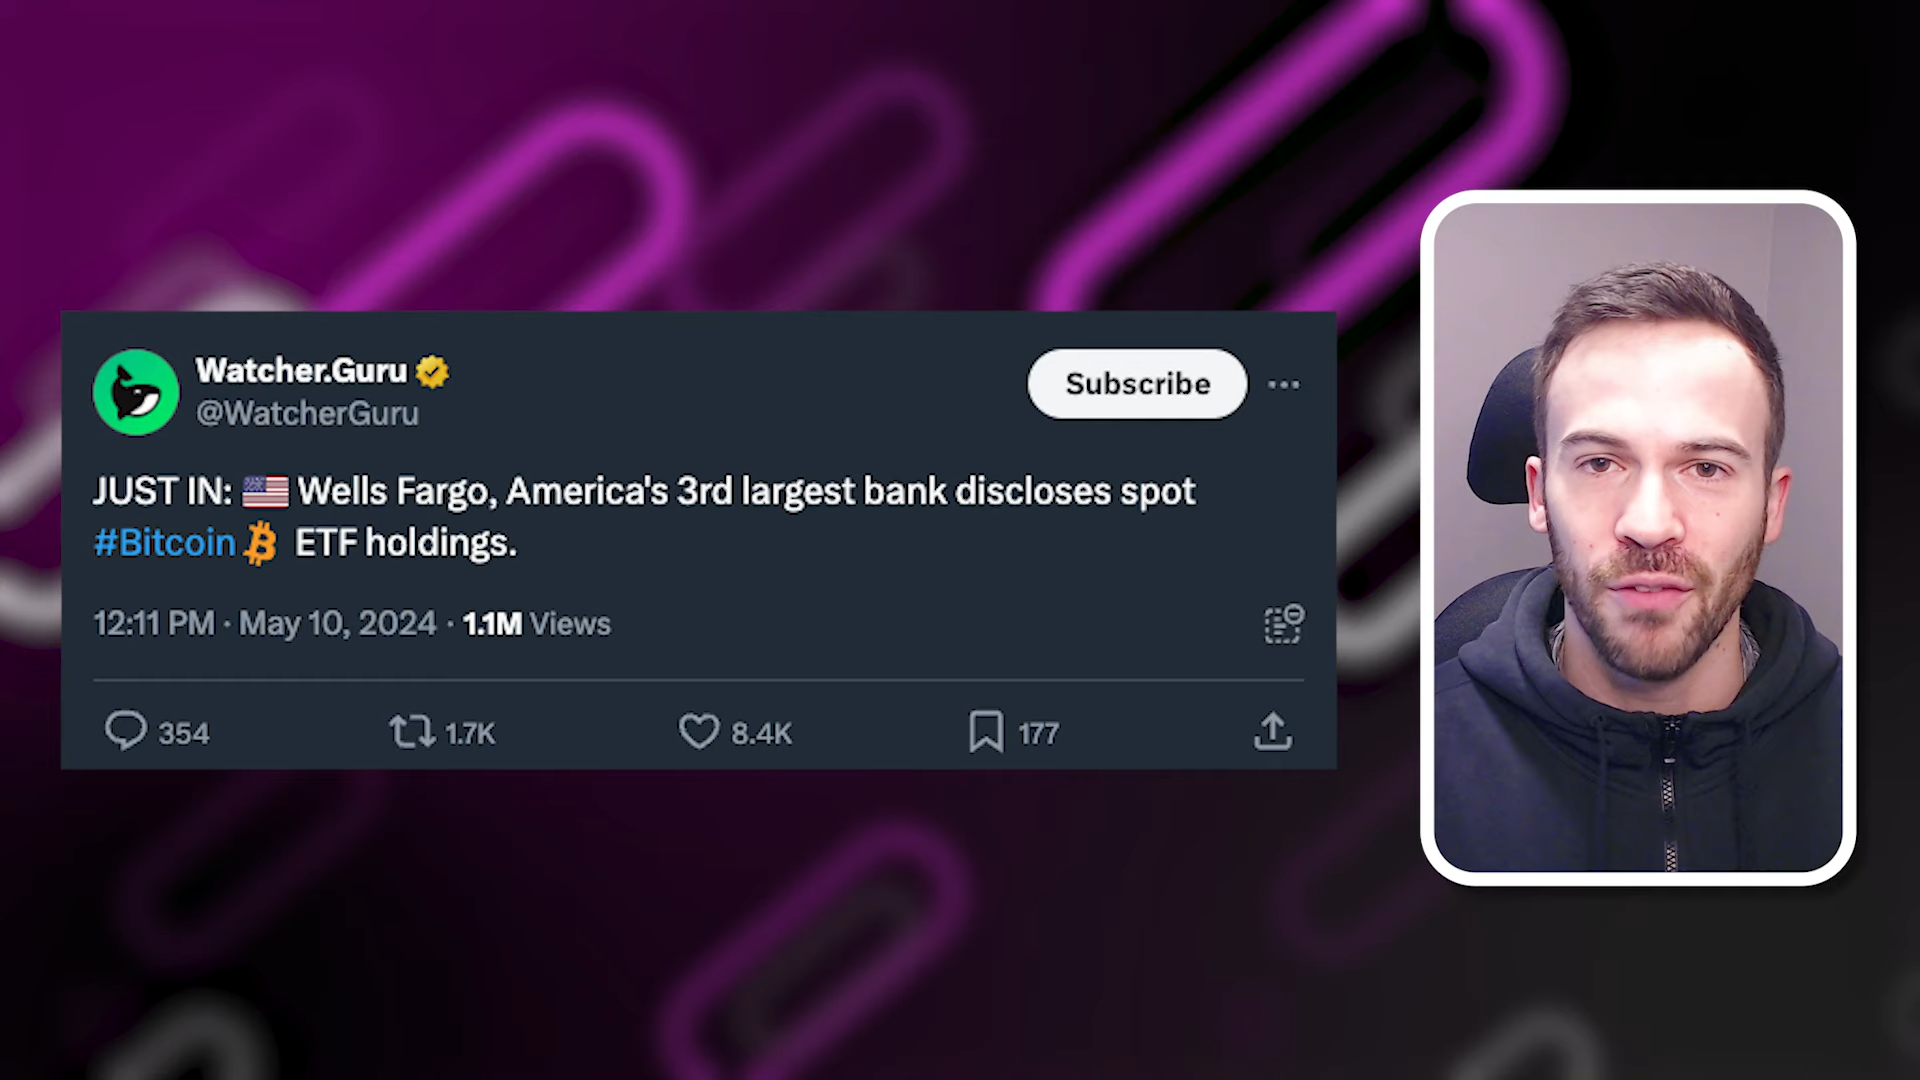 Watcher.Guru
@WatcherGuru
Subscribe
JUST IN: 🇺🇸 Wells Fargo, America's 3rd largest bank discloses spot
#Bitcoin ETF holdings.
12:11 PM · May 10, 2024 · 1.1M Views
354 1.7K 8.4K 177